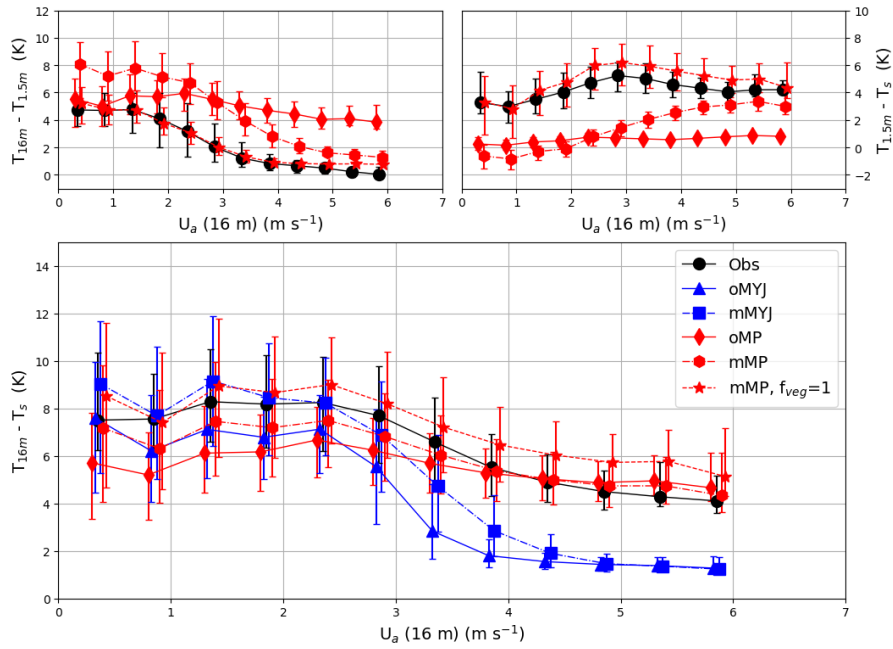 12
10
8
6
4
2
0
T16m - T1.5m (K)
0 1 2 3 4 5 6 7
Ua (16 m) (m s−1)
10
8
6
4
2
0
−2
T1.5m - Ts (K)
0 1 2 3 4 5 6 7
Ua (16 m) (m s−1)
14
12
10
8
6
4
2
0
T16m - Ts (K)
Obs
oMYJ
mMYJ
oMP
mMP
mMP, fveg=1
0 1 2 3 4 5 6 7
Ua (16 m) (m s−1)